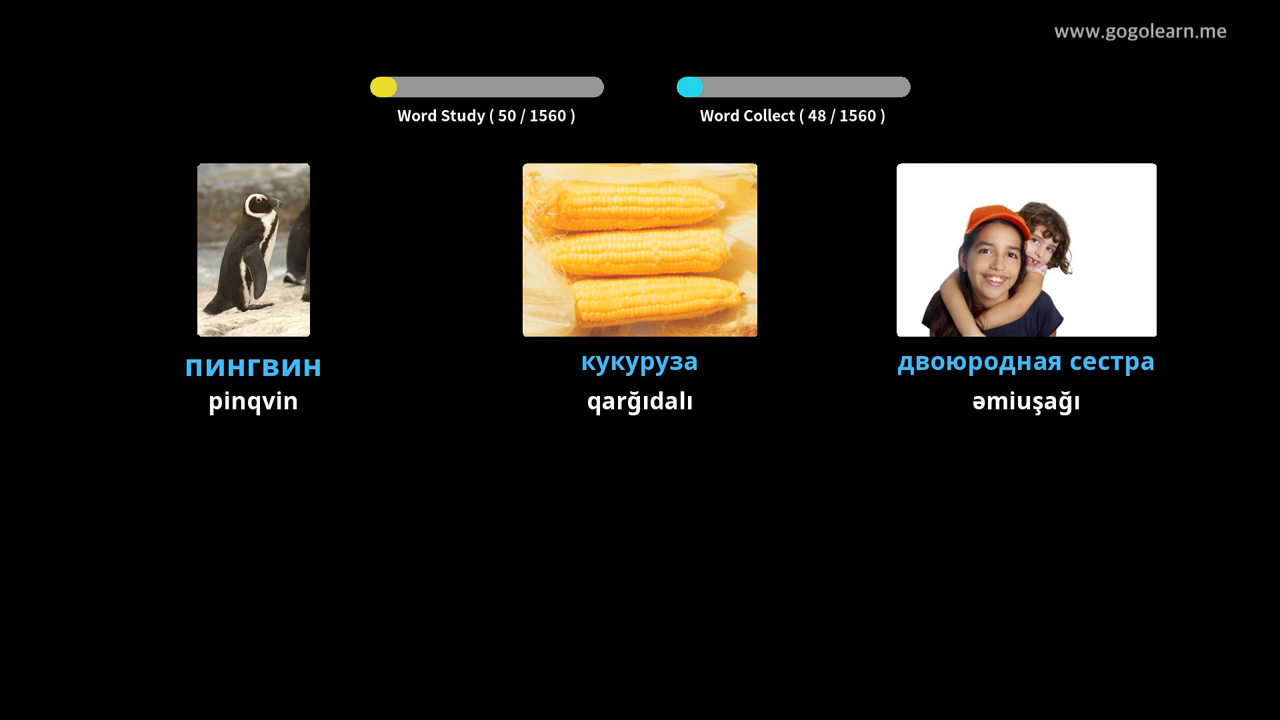 www.gogolearn.me
Word Study ( 50 / 1560 )
Word Collect ( 48 / 1560 )
пингвин
pinqvin
кукуруза
qarğıdalı
двоюродная сестра
əmiuşağı